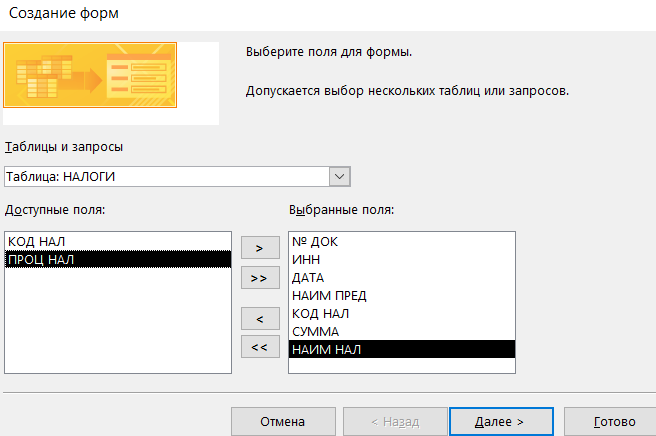 Создание форм
Выберите поля для формы.
Допускается выбор нескольких таблиц или запросов.
Таблицы и запросы
Таблица: НАЛОГИ
Доступные поля:
Выбранные поля:
КОД НАЛ
ПРОЦ НАЛ
>
>>
<
<<
№ ДОК
ИНН
ДАТА
НАИМ ПРЕД
КОД НАЛ
СУММА
НАИМ НАЛ
Отмена
< Назад
Далее >
Готово